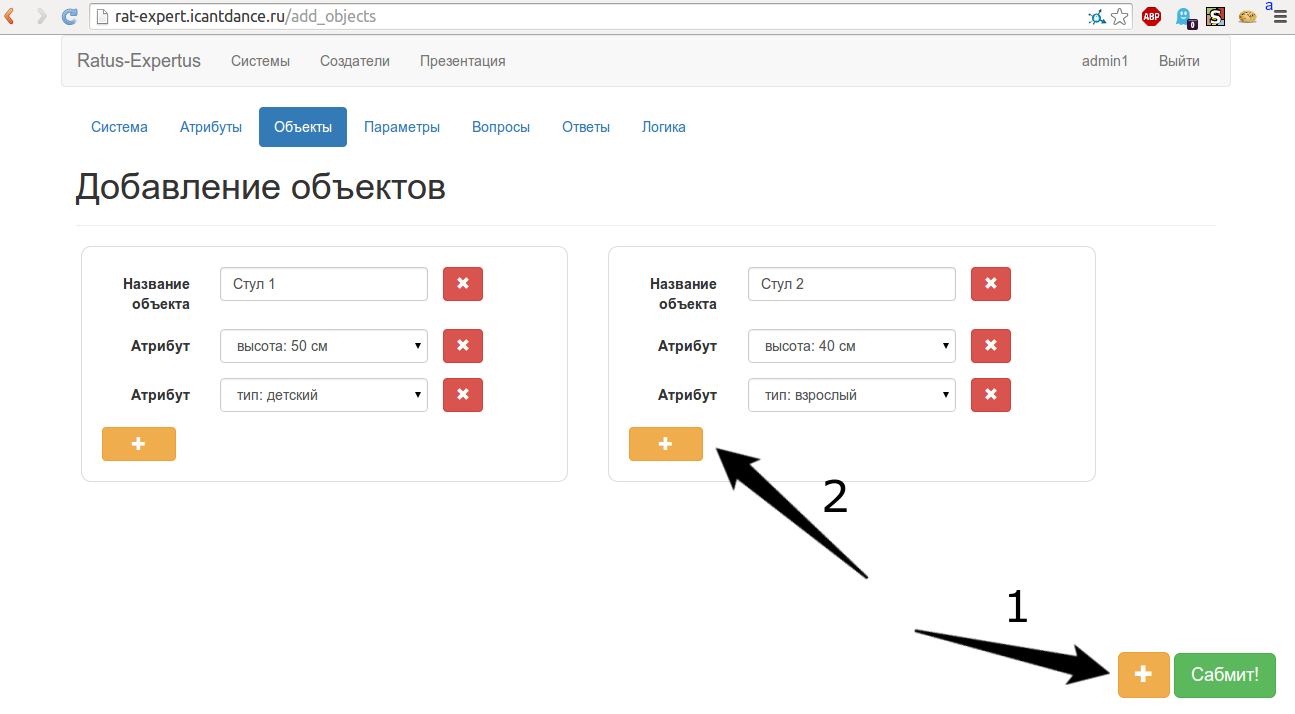 rat-expert.icantdance.ru/add_objects
ABP
0
S
a
Ratus-Expertus Системы Создатели Презентация admin1 Выйти
Система Атрибуты Объекты Параметры Вопросы Ответы Логика
Добавление объектов
Название объекта Стул 1
Атрибут высота: 50 см
Атрибут тип: детский
Название объекта Стул 2
Атрибут высота: 40 см
Атрибут тип: взрослый
2
1
Сабмит!